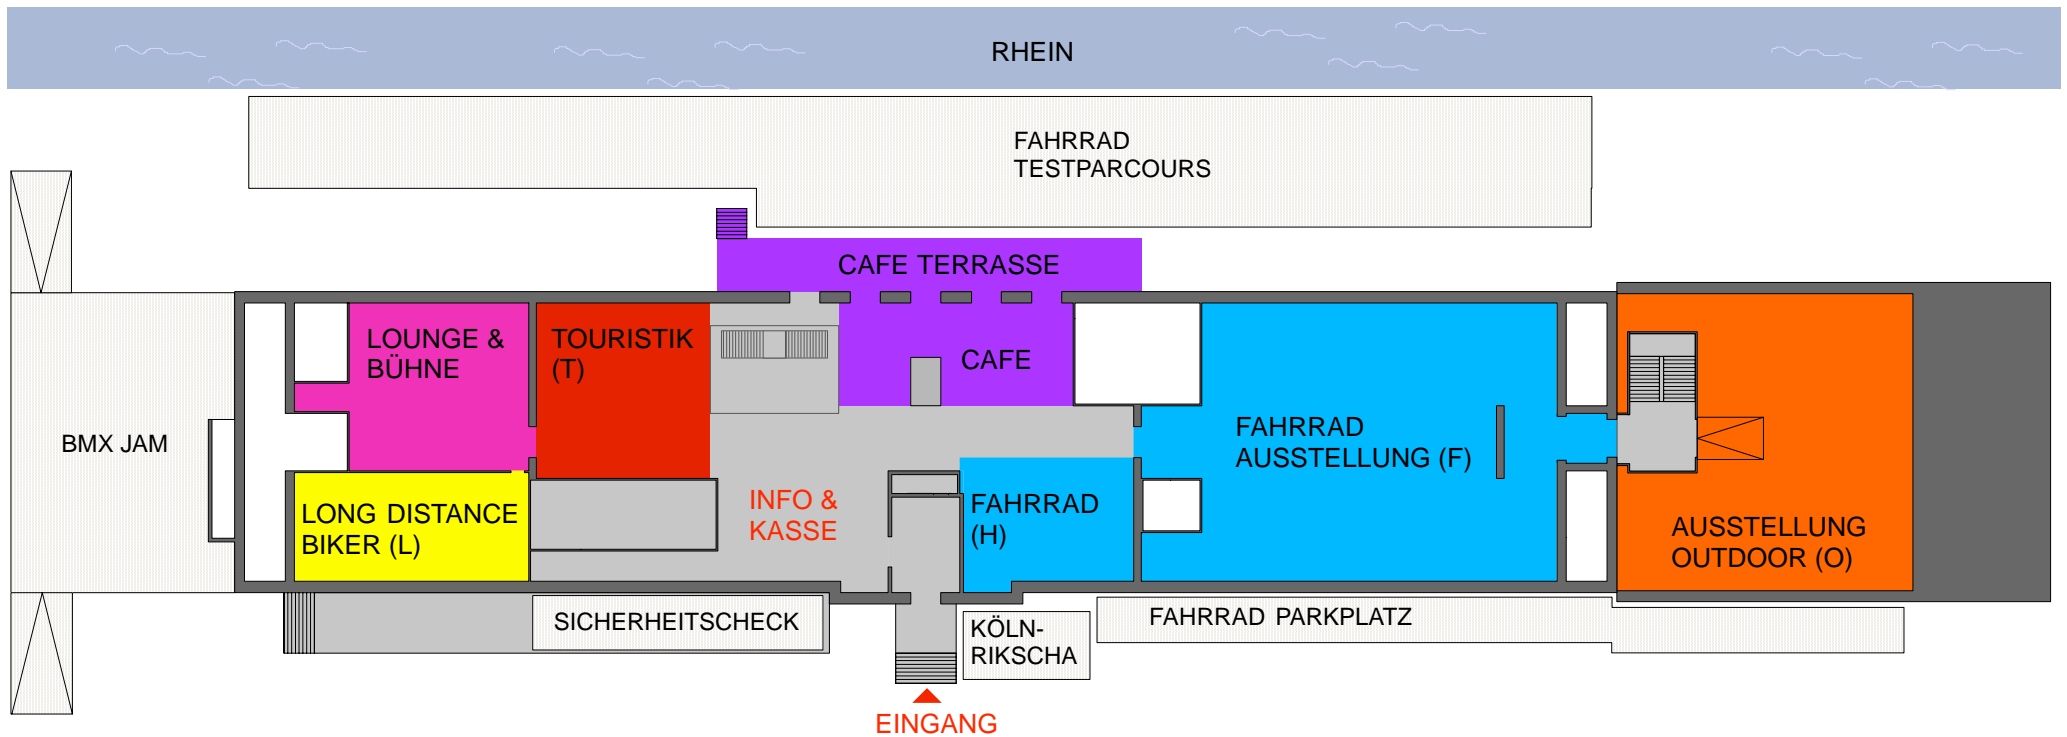 RHEIN
FAHRRAD
TESTPARCOURS
CAFE TERRASSE
LOUNGE &
BÜHNE
TOURISTIK
(T)
CAFE
BMX JAM
FAHRRAD
AUSSTELLUNG (F)
LONG DISTANCE
BIKER (L)
INFO &
KASSE
FAHRRAD
(H)
AUSSTELLUNG
OUTDOOR (O)
SICHERHEITSCHECK
KÖLN-
RIKSCHA
FAHRRAD PARKPLATZ
EINGANG